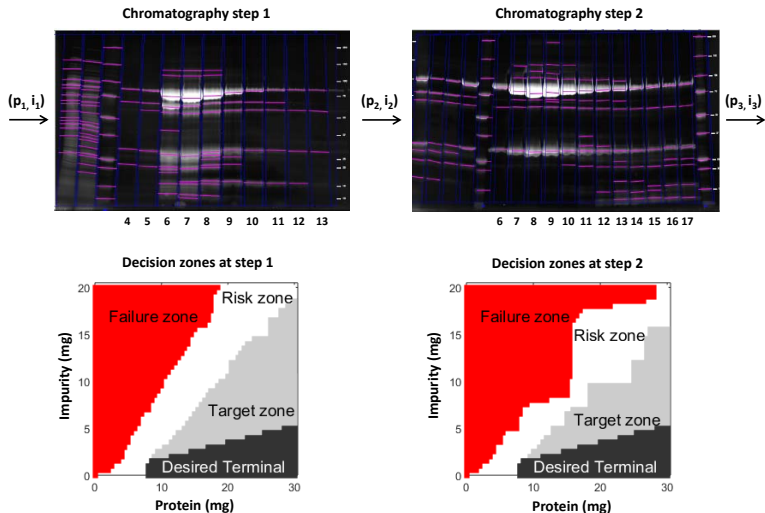 Chromatography step 1
Chromatography step 2
(p1, i1)
(p2, i2)
(p3, i3)
4 5 6 7 8 9 10 11 12 13
6 7 8 9 10 11 12 13 14 15 16 17
Decision zones at step 1
Decision zones at step 2
20
15
10
5
0
Impurity (mg)
Failure zone
Risk zone
Target zone
Desired Terminal
0 10 20 30
Protein (mg)
20
15
10
5
0
Impurity (mg)
Failure zone
Risk zone
Target zone
Desired Terminal
0 10 20 30
Protein (mg)